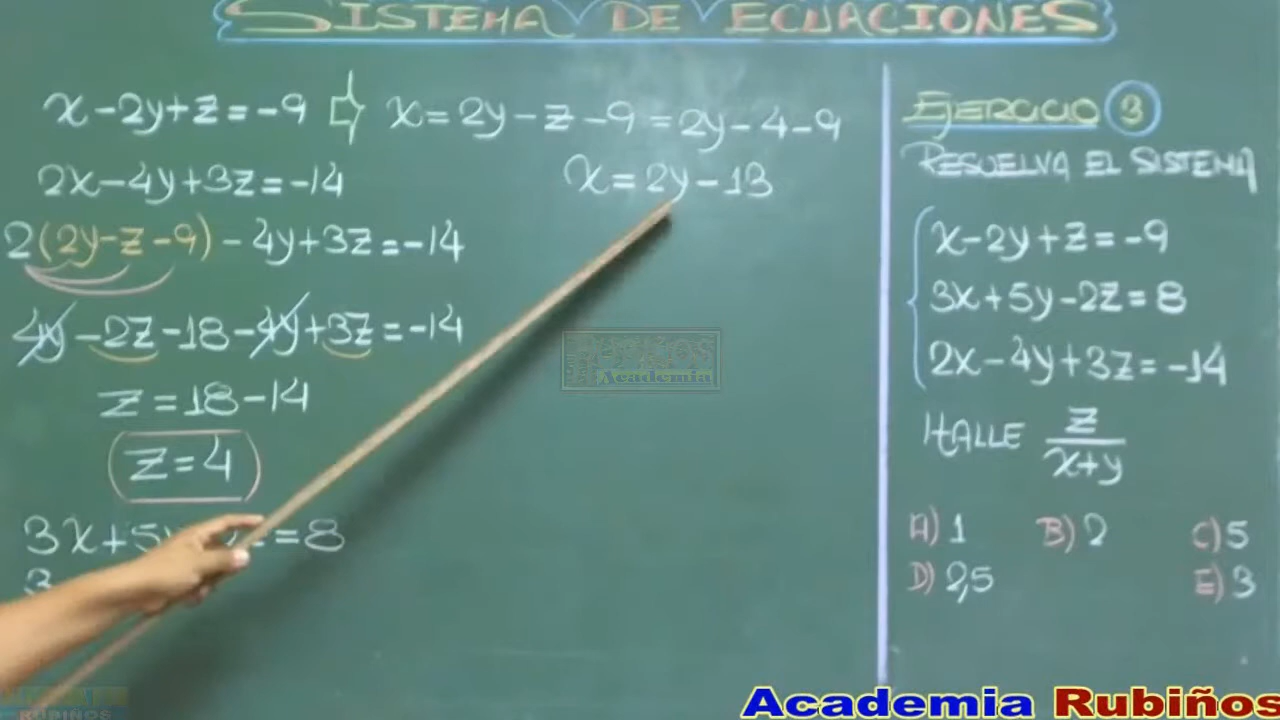 SISTEMA DE ECUACIONES
x-2y+z=-9 ⇨ x=2y-z-9=2y-4-9
2x-4y+3z=-14
x=2y-13
2(2y-z-9)-4y+3z=-14
4y-2z-18-4y+3z=-14
z=18-14
z=4
3x+5y =8
3
EJERCICIO 3
RESUELVA EL SISTEMA
x-2y+z=-9
3x+5y-2z=8
2x-4y+3z=-14
HALLE z/x+y
A) 1 B) 2 C) 5
D) 2,5 E) 3
Academia
Academia Rubiños
RUBIÑOS